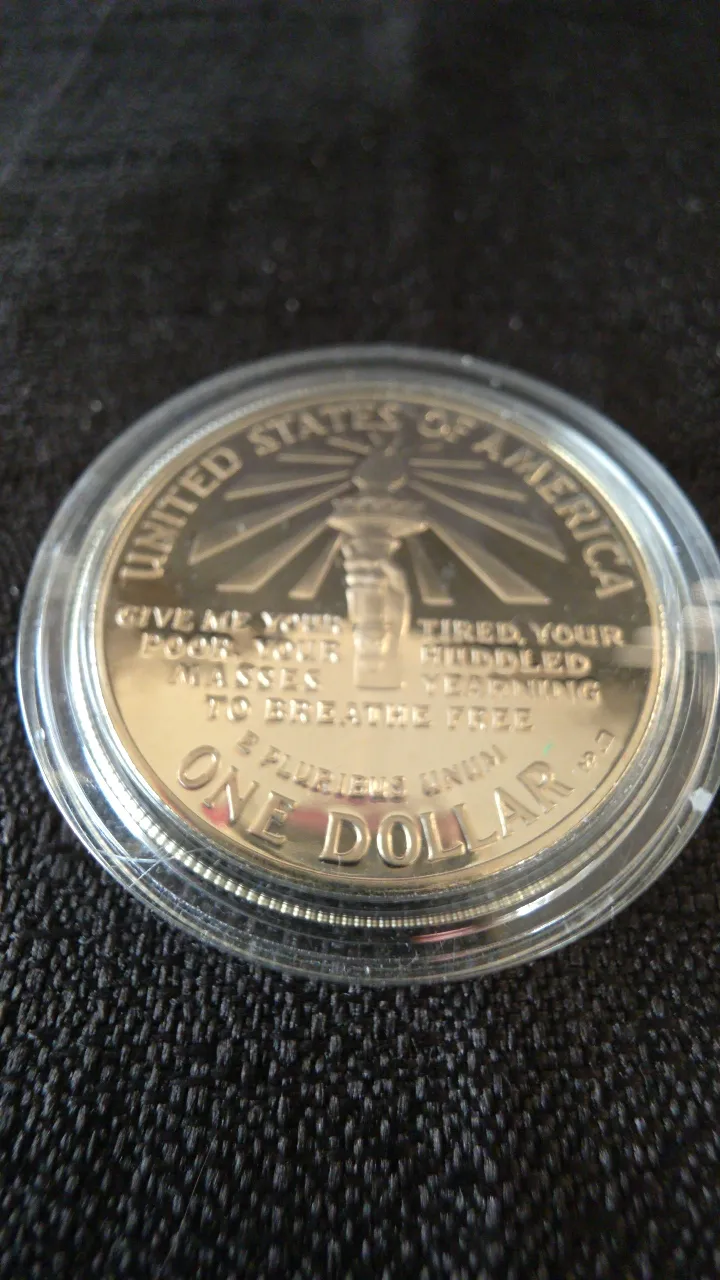 UNITED STATES OF AMERICA
GIVE ME YOUR TIRED, YOUR
POOR, YOUR HUDDLED
MASSES YEARNING
TO BREATHE FREE
E PLURIBUS UNUM
ONE DOLLAR